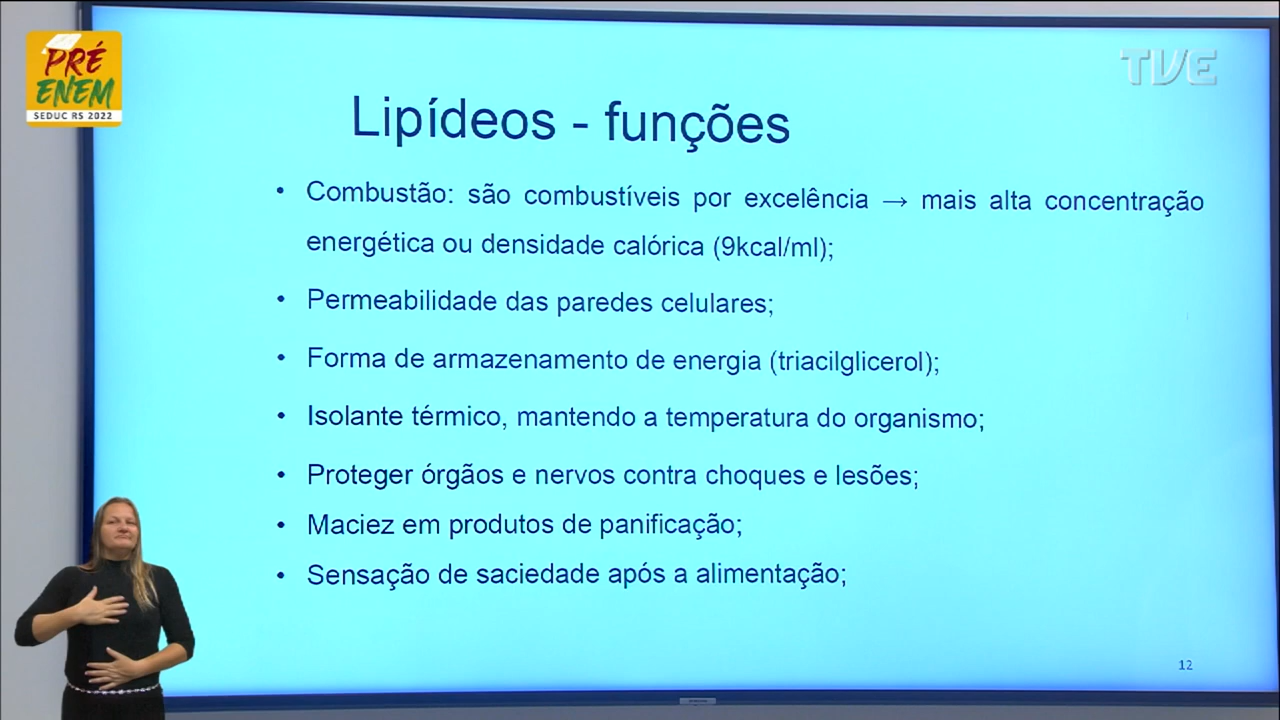 PRÉ
ENEM
SEDUC RS 2022
TVE
Lipídeos - funções
• Combustão: são combustíveis por excelência → mais alta concentração
energética ou densidade calórica (9kcal/ml);
• Permeabilidade das paredes celulares;
• Forma de armazenamento de energia (triacilglicerol);
• Isolante térmico, mantendo a temperatura do organismo;
• Proteger órgãos e nervos contra choques e lesões;
• Maciez em produtos de panificação;
• Sensação de saciedade após a alimentação;
12